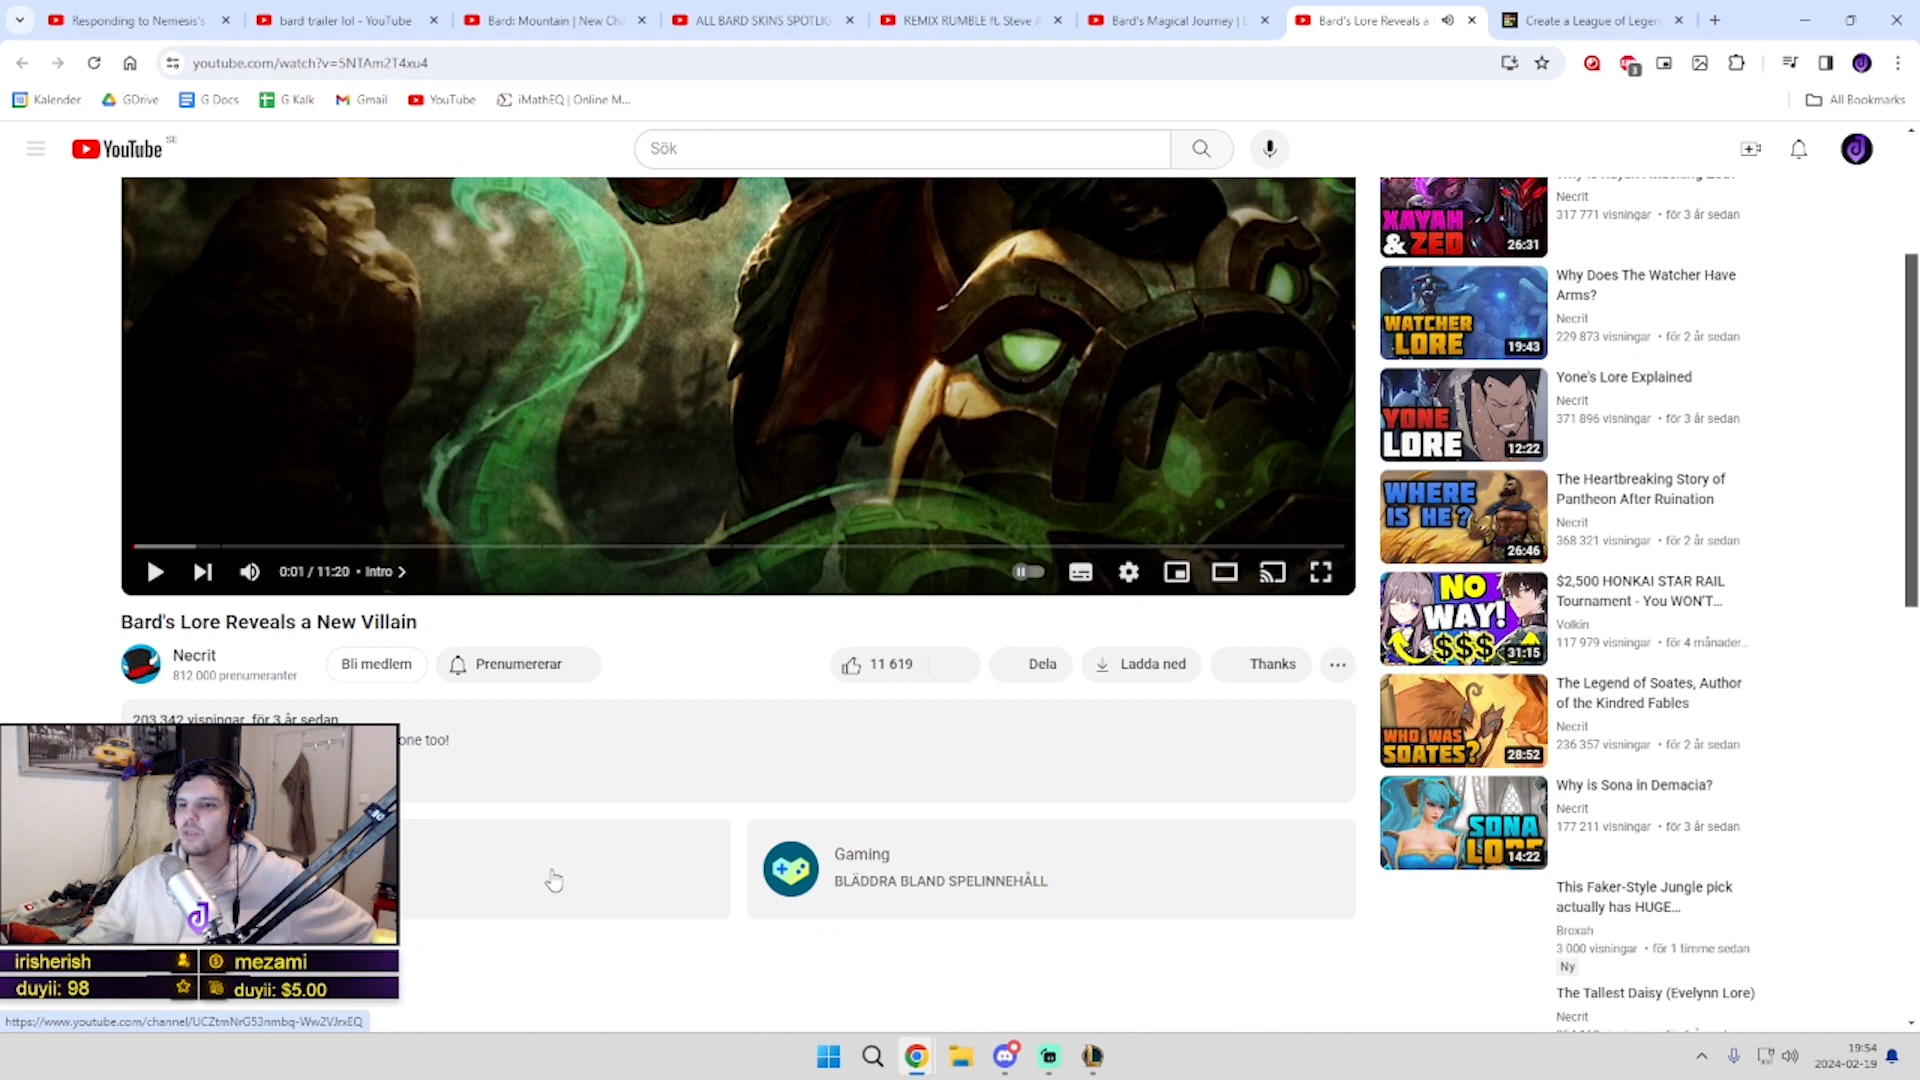 Responding to Nemesis's
bard trailer lol - YouTube
Bard: Mountain | New Cha
ALL BARD SKINS SPOTLIG
REMIX RUMBLE ft. Steve A
Bard's Magical Journey | L
Bard's Lore Reveals a
Create a League of Legen
youtube.com/watch?v=5NTAm2T4xu4
Kalender
GDrive
G Docs
G Kalk
Gmail
YouTube
iMathEQ | Online M...
All Bookmarks
YouTube SE
Sök
XAYAH
& ZED
26:31
Necrit
317 771 visningar • för 3 år sedan
WATCHER
LORE
19:43
Why Does The Watcher Have
Arms?
Necrit
229 873 visningar • för 2 år sedan
YONE
LORE
12:22
Yone's Lore Explained
Necrit
371 896 visningar • för 3 år sedan
WHERE
IS HE?
26:46
The Heartbreaking Story of
Pantheon After Ruination
Necrit
368 321 visningar • för 2 år sedan
NO
WAY!
$$$
31:15
$2,500 HONKAI STAR RAIL
Tournament - You WON'T...
Volkin
117 979 visningar • för 4 månader...
WHO WAS
SOATES?
28:52
The Legend of Soates, Author
of the Kindred Fables
Necrit
236 357 visningar • för 2 år sedan
SONA
LORE
14:22
Why is Sona in Demacia?
Necrit
177 211 visningar • för 3 år sedan
This Faker-Style Jungle pick
actually has HUGE...
Broxah
3 000 visningar • för 1 timme sedan
Ny
The Tallest Daisy (Evelynn Lore)
Necrit
0:01 / 11:20 • Intro
Bard's Lore Reveals a New Villain
Necrit
812 000 prenumeranter
Bli medlem
Prenumererar
11 619
Dela
Ladda ned
Thanks
203 342 visningar för 3 år sedan
one too!
Gaming
BLÄDDRA BLAND SPELINNEHÅLL
irisherish
mezami
duyii: 98
duyii: $5.00
https://www.youtube.com/channel/UCZtmNrG53nmbq-Ww2VJrxEQ
19:54
2024-02-19